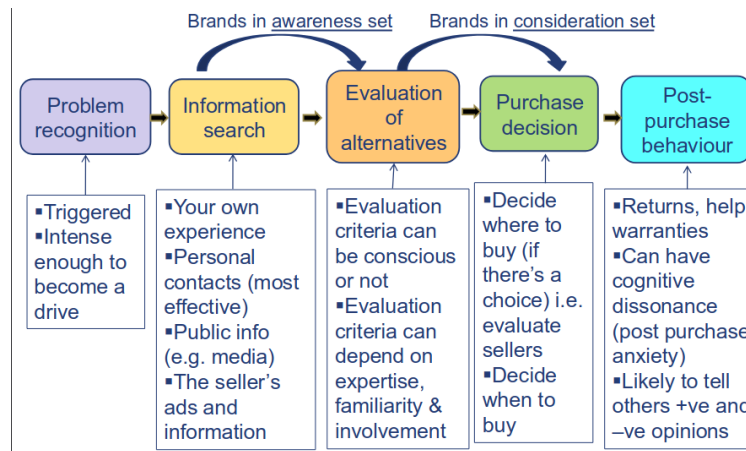 Brands in awareness set
Brands in consideration set
Problem
recognition
Information
search
Evaluation
of
alternatives
Purchase
decision
Post-
purchase
behaviour
▪Triggered
▪Intense
enough to
become a
drive
▪Your own
experience
▪Personal
contacts (most
effective)
▪Public info
(e.g. media)
▪The seller's
ads and
information
▪Evaluation
criteria can
be conscious
or not
▪Evaluation
criteria can
depend on
expertise,
familiarity &
involvement
▪Decide
where to
buy (if
there's a
choice) i.e.
evaluate
sellers
▪Decide
when to
buy
▪Returns, help,
warranties
▪Can have
cognitive
dissonance
(post purchase
anxiety)
▪Likely to tell
others +ve and
–ve opinions